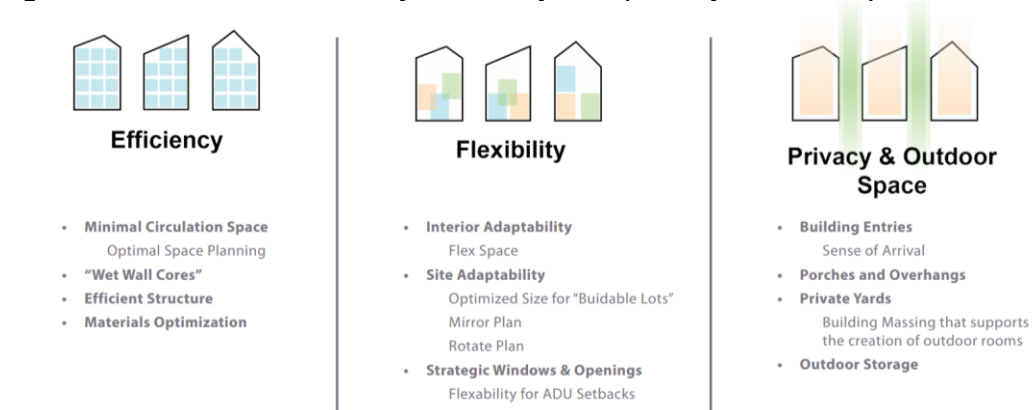 Efficiency
• Minimal Circulation Space
Optimal Space Planning
• "Wet Wall Cores"
• Efficient Structure
• Materials Optimization
Flexibility
• Interior Adaptability
Flex Space
• Site Adaptability
Optimized Size for "Buidable Lots"
Mirror Plan
Rotate Plan
• Strategic Windows & Openings
Flexability for ADU Setbacks
Privacy & Outdoor
Space
• Building Entries
Sense of Arrival
• Porches and Overhangs
• Private Yards
Building Massing that supports
the creation of outdoor rooms
• Outdoor Storage